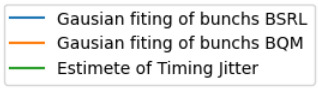 Gausian fiting of bunchs BSRL
Gausian fiting of bunchs BQM
Estimete of Timing Jitter